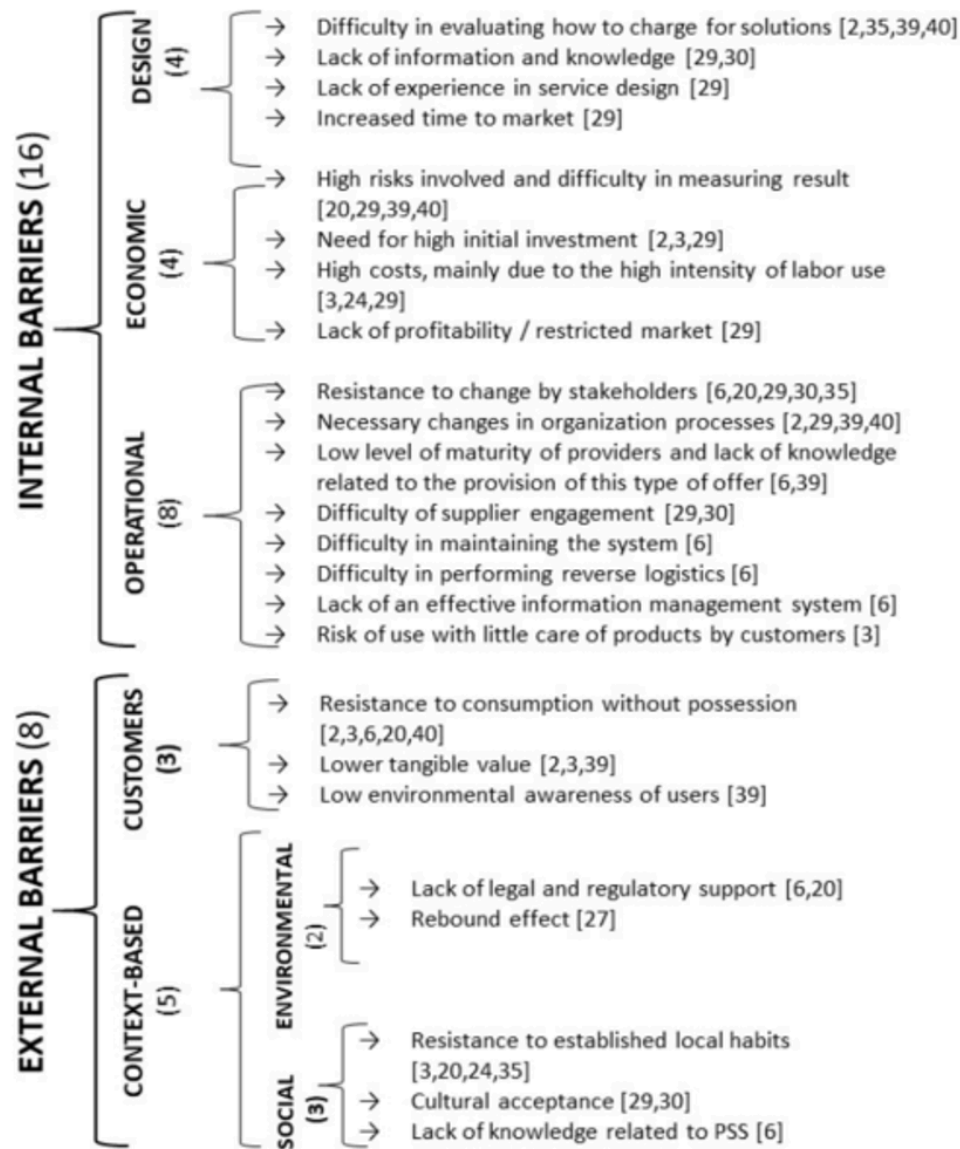 INTERNAL BARRIERS (16)
DESIGN
(4)
→ Difficulty in evaluating how to charge for solutions [2,35,39,40]
→ Lack of information and knowledge [29,30]
→ Lack of experience in service design [29]
→ Increased time to market [29]
ECONOMIC
(4)
→ High risks involved and difficulty in measuring result
[20,29,39,40]
→ Need for high initial investment [2,3,29]
→ High costs, mainly due to the high intensity of labor use
[3,24,29]
→ Lack of profitability / restricted market [29]
OPERATIONAL
(8)
→ Resistance to change by stakeholders [6,20,29,30,35]
→ Necessary changes in organization processes [2,29,39,40]
→ Low level of maturity of providers and lack of knowledge
related to the provision of this type of offer [6,39]
→ Difficulty of supplier engagement [29,30]
→ Difficulty in maintaining the system [6]
→ Difficulty in performing reverse logistics [6]
→ Lack of an effective information management system [6]
→ Risk of use with little care of products by customers [3]
EXTERNAL BARRIERS (8)
CUSTOMERS
(3)
→ Resistance to consumption without possession
[2,3,6,20,40]
→ Lower tangible value [2,3,39]
→ Low environmental awareness of users [39]
CONTEXT-BASED
(5)
ENVIRONMENTAL
(2)
→ Lack of legal and regulatory support [6,20]
→ Rebound effect [27]
SOCIAL
(3)
→ Resistance to established local habits
[3,20,24,35]
→ Cultural acceptance [29,30]
→ Lack of knowledge related to PSS [6]